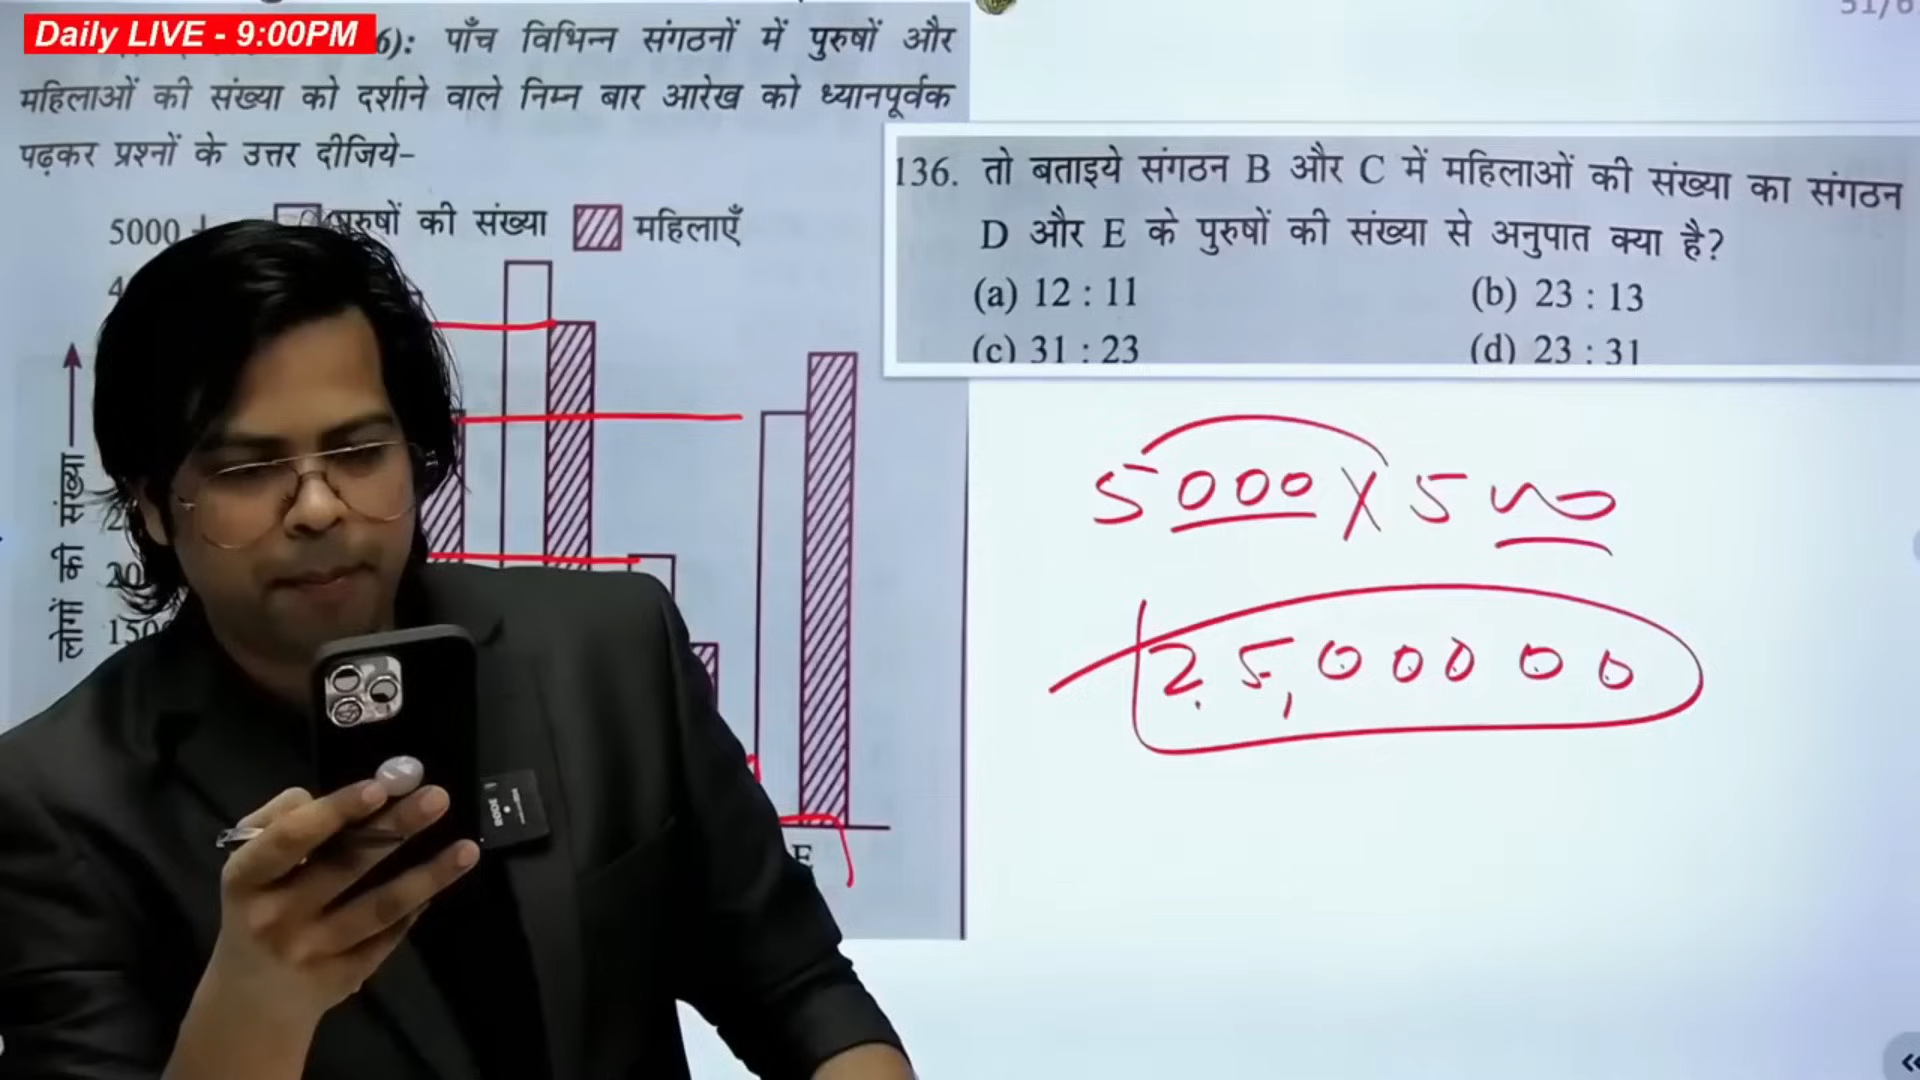 Daily LIVE - 9:00PM
6): पाँच विभिन्न संगठनों में पुरुषों और
महिलाओं की संख्या को दर्शाने वाले निम्न बार आरेख को ध्यानपूर्वक
पढ़कर प्रश्नों के उत्तर दीजिये-
पुरुषों की संख्या महिलाएँ
5000
लोगों की संख्या
E
136. तो बताइये संगठन B और C में महिलाओं की संख्या का संगठन
D और E के पुरुषों की संख्या से अनुपात क्या है?
(a) 12 : 11 (b) 23 : 13
(c) 31 : 23 (d) 23 : 31
5000 X 500
25,00000
RODE